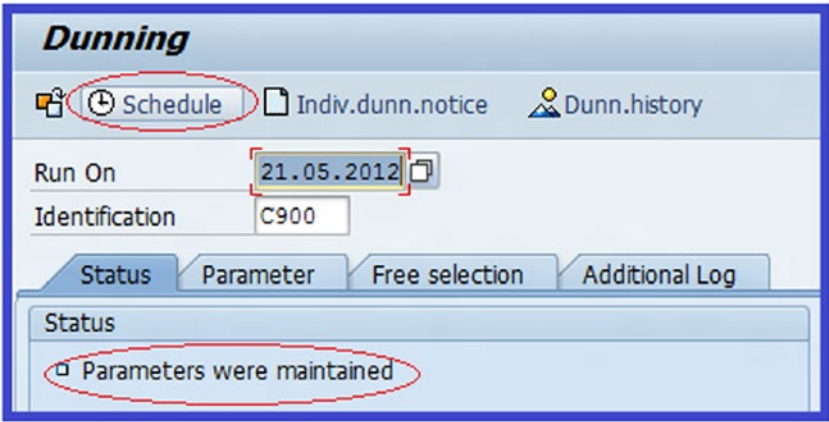 Dunning
Schedule Indiv.dunn.notice Dunn.history
Run On 21.05.2012
Identification C900
Status Parameter Free selection Additional Log
Status
Parameters were maintained